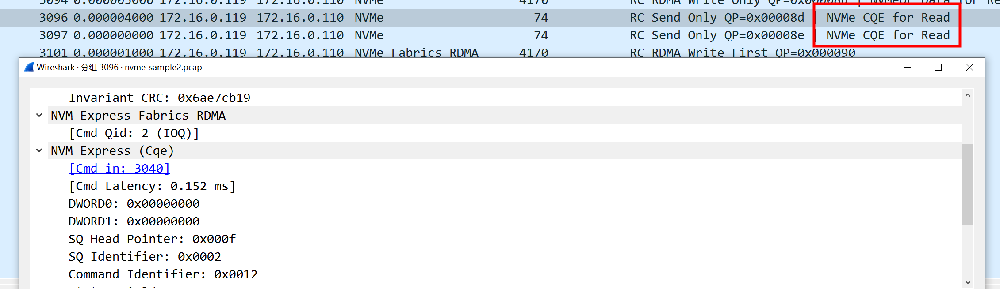 3094 0.000003000 172.16.0.119 172.16.0.110 NVMe 4170 RC RDMA Write Only QP=0x00008d | NVMeOF Data for Re
3096 0.000004000 172.16.0.119 172.16.0.110 NVMe 74 RC Send Only QP=0x00008d | NVMe CQE for Read
3097 0.000000000 172.16.0.119 172.16.0.110 NVMe 74 RC Send Only QP=0x00008e | NVMe CQE for Read
3101 0.000001000 172.16.0.119 172.16.0.110 NVMe Fabrics RDMA 4170 RC RDMA Write First QP=0x000090
Wireshark · 分组 3096 · nvme-sample2.pcap
Invariant CRC: 0x6ae7cb19
NVM Express Fabrics RDMA
[Cmd Qid: 2 (IOQ)]
NVM Express (Cqe)
[Cmd in: 3040]
[Cmd Latency: 0.152 ms]
DWORD0: 0x00000000
DWORD1: 0x00000000
SQ Head Pointer: 0x000f
SQ Identifier: 0x0002
Command Identifier: 0x0012